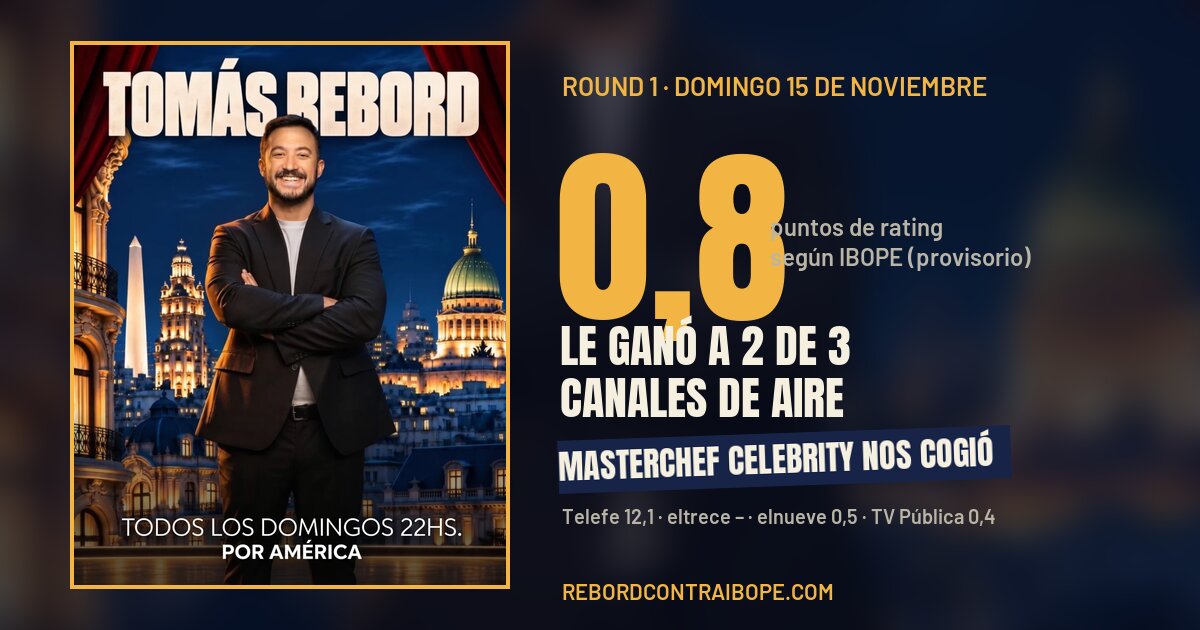 TOMÁS REBORD
TODOS LOS DOMINGOS 22HS.
POR AMÉRICA
ROUND 1 · DOMINGO 15 DE NOVIEMBRE
0,8
puntos de rating
según IBOPE (provisorio)
LE GANÓ A 2 DE 3
CANALES DE AIRE
MASTERCHEF CELEBRITY NOS COGIÓ
Telefe 12,1 · eltrece – · elnueve 0,5 · TV Pública 0,4
REBORDCONTRAIBOPE.COM